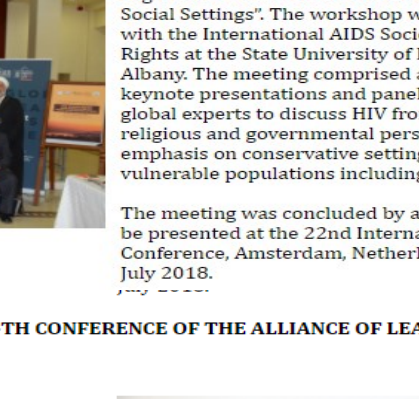 Social Settings”. The workshop w
with the International AIDS Soci
Rights at the State University of
Albany. The meeting comprised
keynote presentations and panel
global experts to discuss HIV fro
religious and governmental pers
emphasis on conservative setting
vulnerable populations including
The meeting was concluded by a
be presented at the 22nd Interna
Conference, Amsterdam, Netherl
July 2018.
TH CONFERENCE OF THE ALLIANCE OF LEA